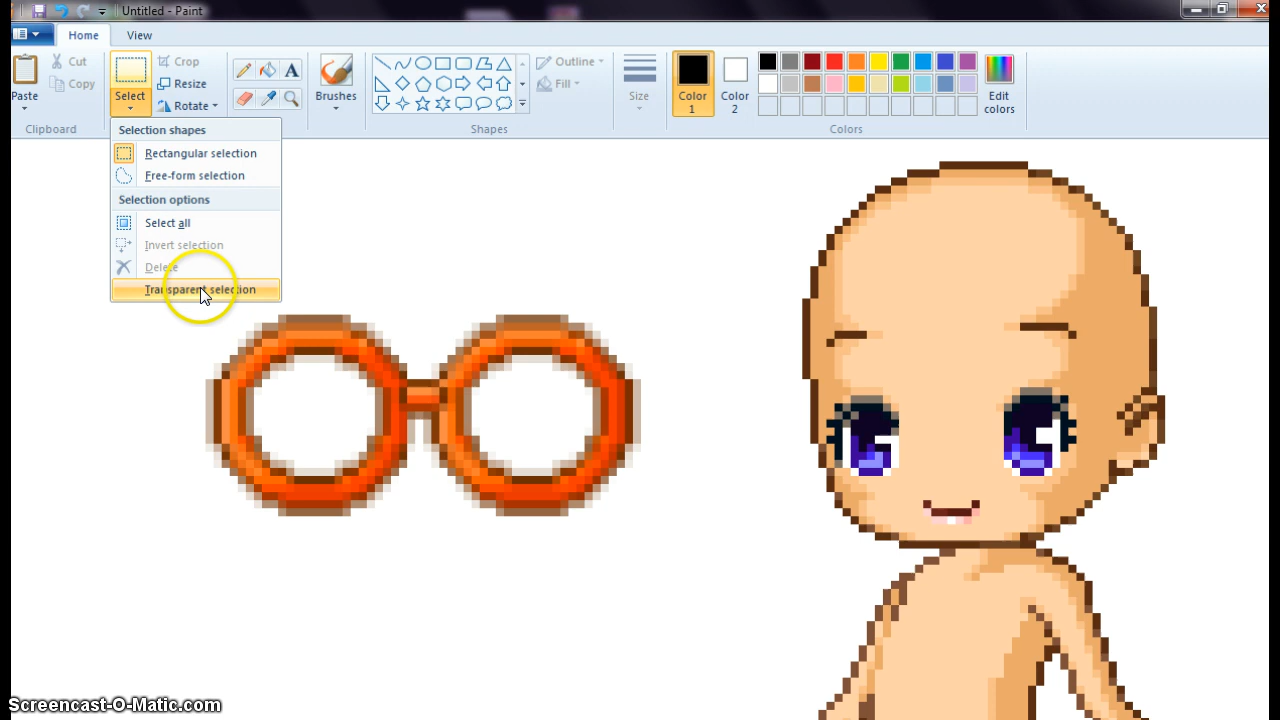 Untitled - Paint
Home View
Cut
Copy
Paste
Clipboard
Select
Crop
Resize
Rotate
Brushes
Shapes
Outline
Fill
Size
Color 1
Color 2
Edit colors
Colors
Selection shapes
Rectangular selection
Free-form selection
Selection options
Select all
Invert selection
Delete
Transparent selection
Screencast-O-Matic.com